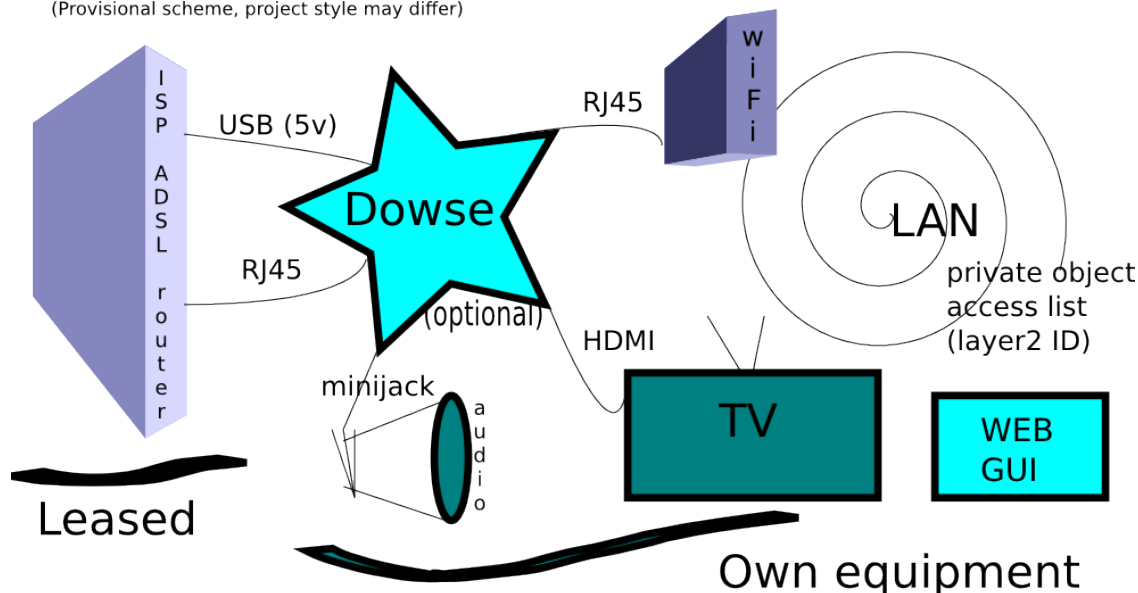 (Provisional scheme, project style may differ)
ISP ADSL router
USB (5v)
RJ45
Dowse
(optional)
RJ45
wiFi
LAN
private object
access list
(layer2 ID)
HDMI
minijack
audio
TV
WEB
GUI
Leased
Own equipment